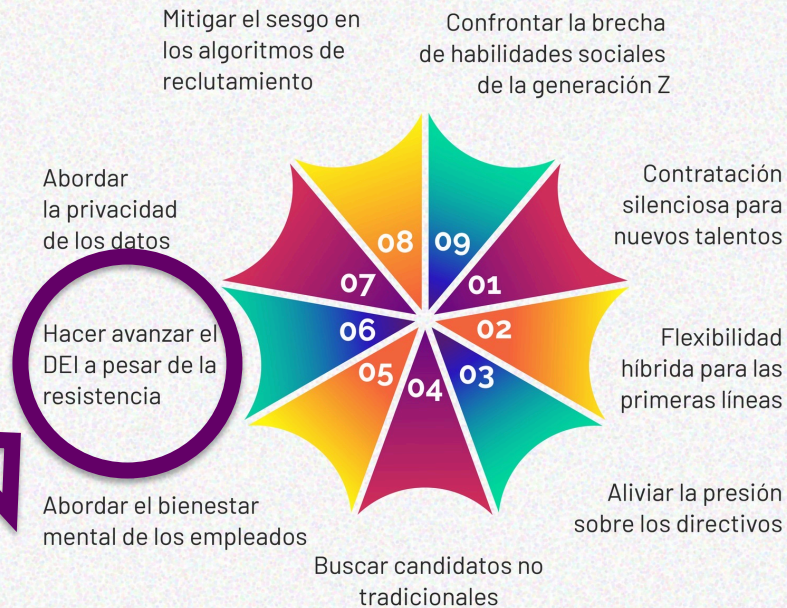 Mitigar el sesgo en
los algoritmos de
reclutamiento
Confrontar la brecha
de habilidades sociales
de la generación Z
Abordar
la privacidad
de los datos
Contratación
silenciosa para
nuevos talentos
08
09
07
01
06
02
05
04
03
Hacer avanzar el
DEI a pesar de la
resistencia
Flexibilidad
híbrida para las
primeras líneas
Abordar el bienestar
mental de los empleados
Aliviar la presión
sobre los directivos
Buscar candidatos no
tradicionales